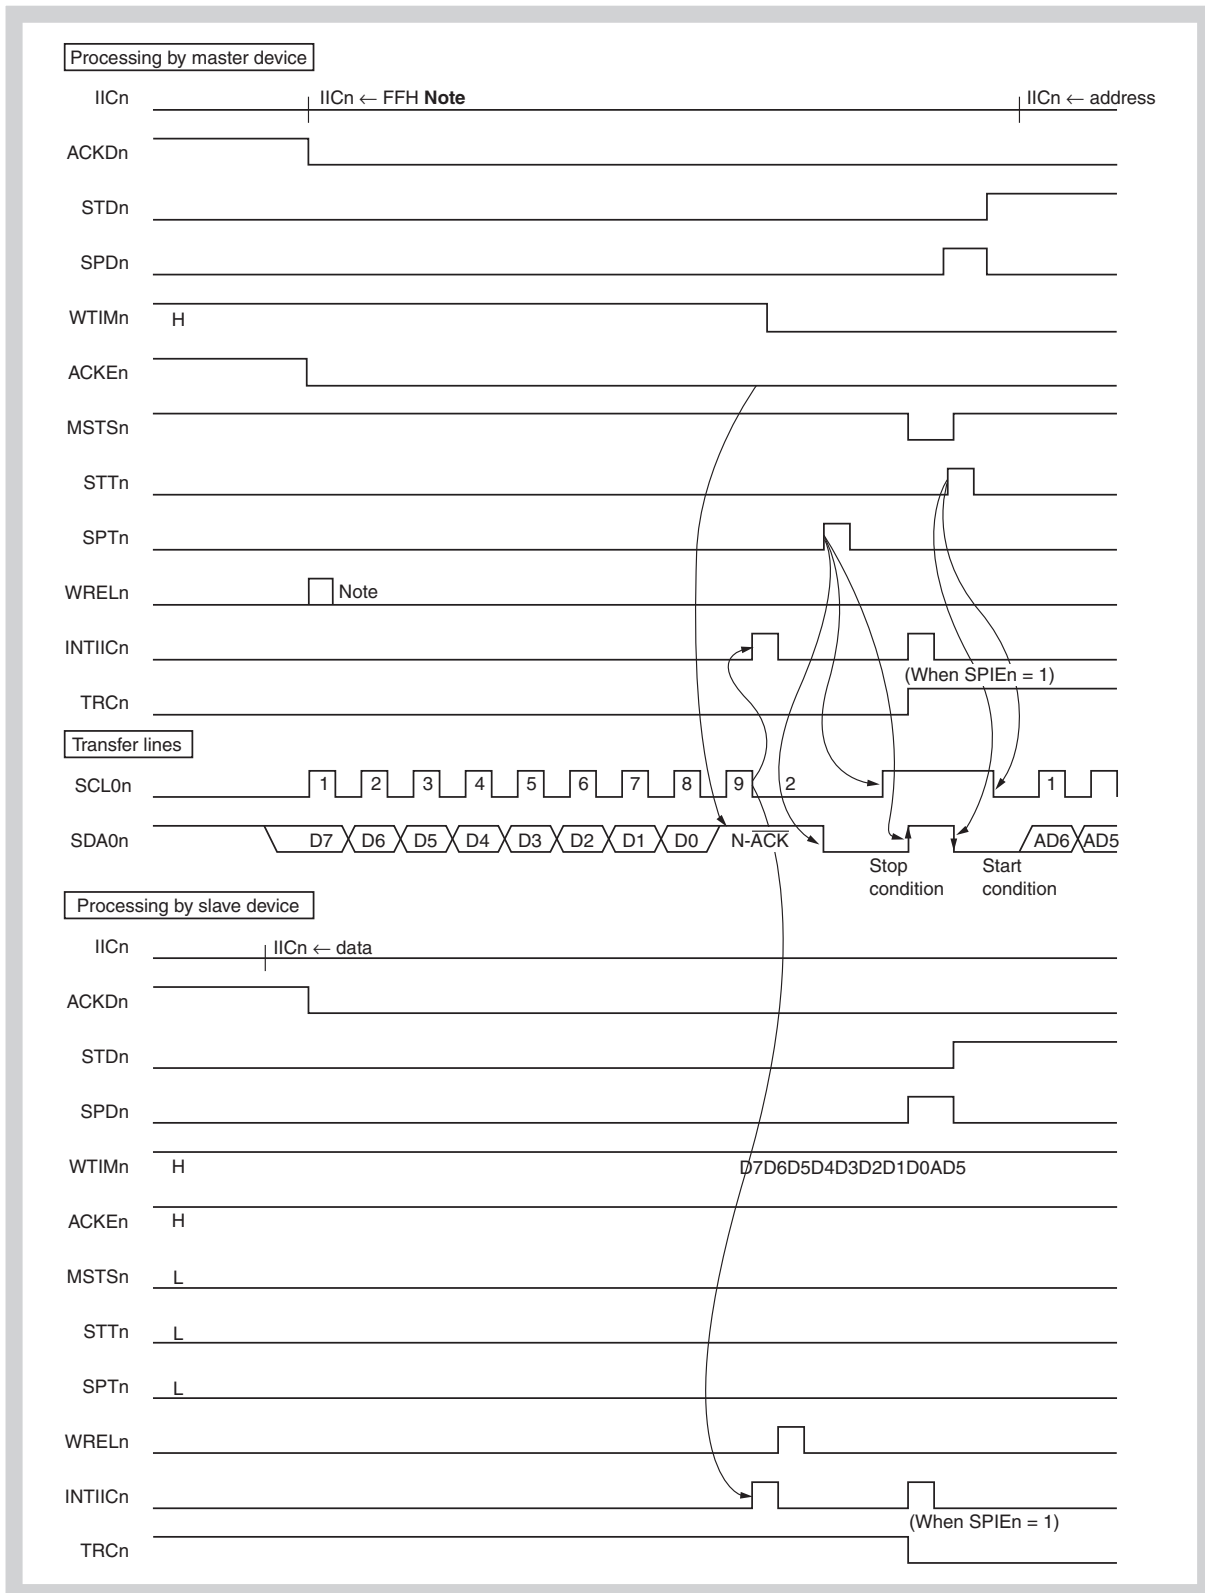 Processing by master device
IICn IICn ← FFH Note IICn ← address
ACKDn
STDn
SPDn
WTIMn H
ACKEn
MSTSn
STTn
SPTn
WRELn Note
INTIICn
(When SPIEn = 1)
TRCn
Transfer lines
SCL0n 1 2 3 4 5 6 7 8 9 2 1
SDA0n D7 D6 D5 D4 D3 D2 D1 D0 N-ACK AD6 AD5
Stop condition
Start condition
Processing by slave device
IICn IICn ← data
ACKDn
STDn
SPDn
WTIMn H D7D6D5D4D3D2D1D0AD5
ACKEn H
MSTSn L
STTn L
SPTn L
WRELn
INTIICn
(When SPIEn = 1)
TRCn